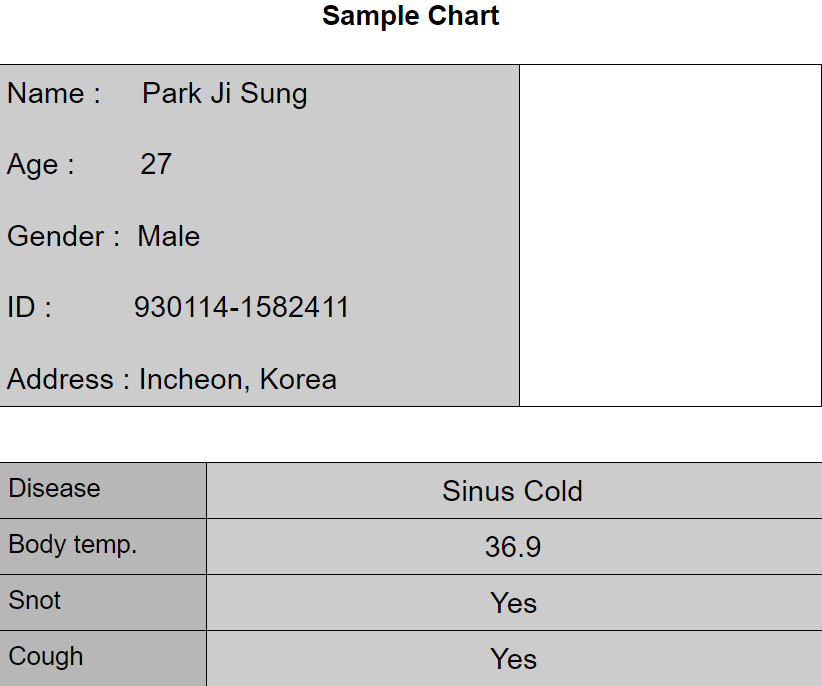 Sample Chart
Name : Park Ji Sung
Age : 27
Gender : Male
ID : 930114-1582411
Address : Incheon, Korea
Disease Sinus Cold
Body temp. 36.9
Snot Yes
Cough Yes